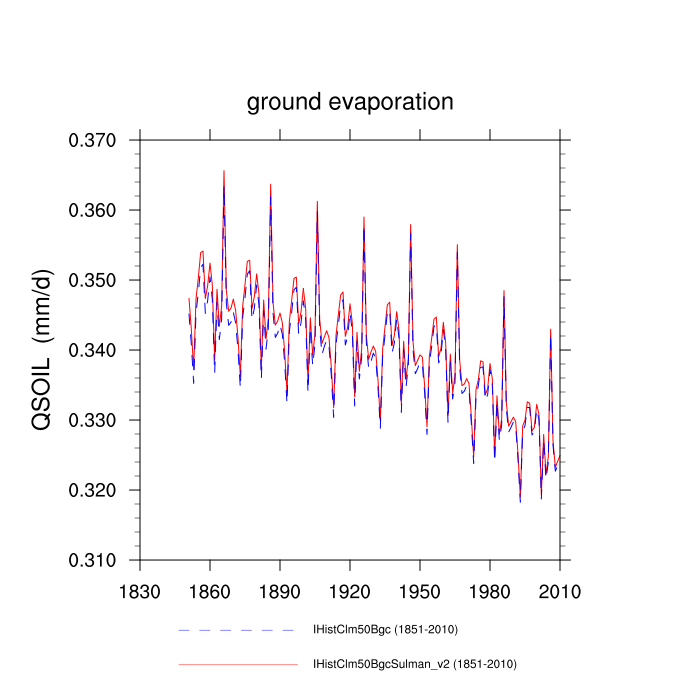 ground evaporation
QSOIL (mm/d)
0.370
0.360
0.350
0.340
0.330
0.320
0.310
1830 1860 1890 1920 1950 1980 2010
IHistClm50Bgc (1851-2010)
IHistClm50BgcSulman_v2 (1851-2010)